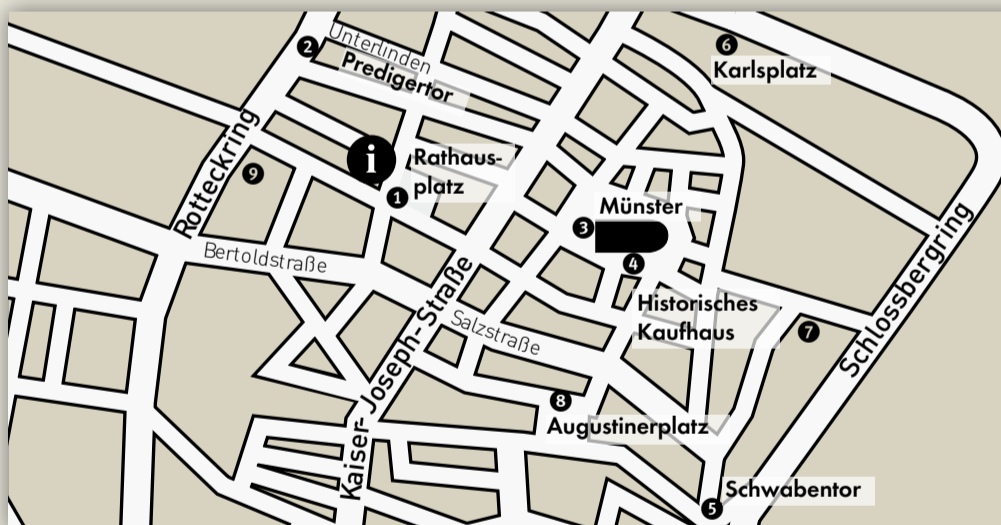 Unterlinden
2
Predigertor
6
Karlsplatz
Rotteckring
i
Rathaus-
platz
9
1
Münster
3
Bertoldstraße
4
Schlossbergring
Kaiser-Joseph-Straße
Historisches
Kaufhaus
7
Salzstraße
8
Augustinerplatz
Schwabentor
5